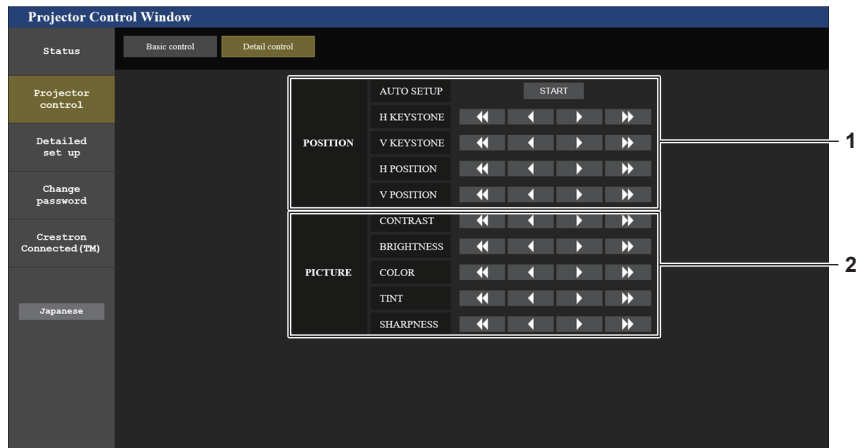 Projector Control Window
Status
Basic control
Detail control
Projector
control
Detailed
set up
Change
password
Crestron
Connected(TM)
Japanese
POSITION
AUTO SETUP
START
H KEYSTONE
V KEYSTONE
H POSITION
V POSITION
1
PICTURE
CONTRAST
BRIGHTNESS
COLOR
TINT
SHARPNESS
2